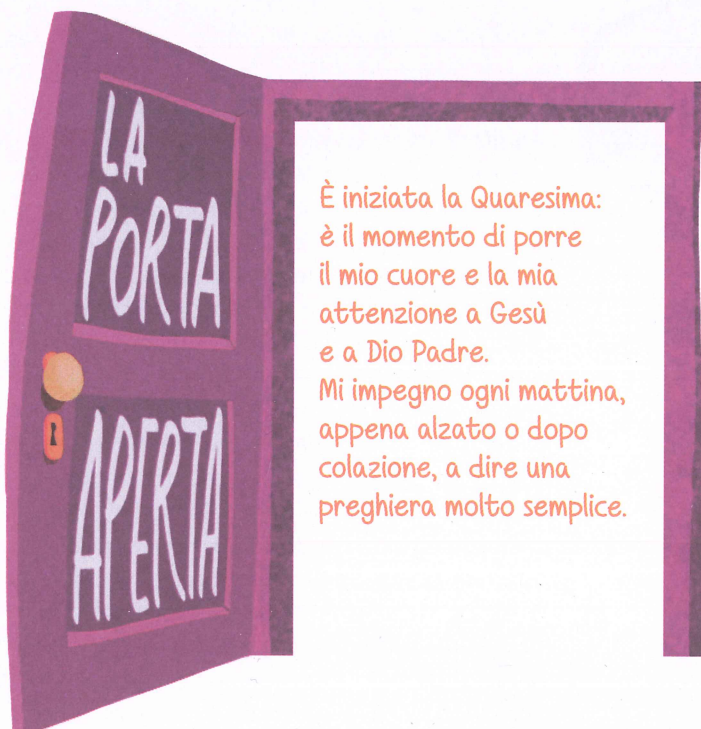 LA
PORTA
APERTA
È iniziata la Quaresima:
è il momento di porre
il mio cuore e la mia
attenzione a Gesù
e a Dio Padre.
Mi impegno ogni mattina,
appena alzato o dopo
colazione, a dire una
preghiera molto semplice.